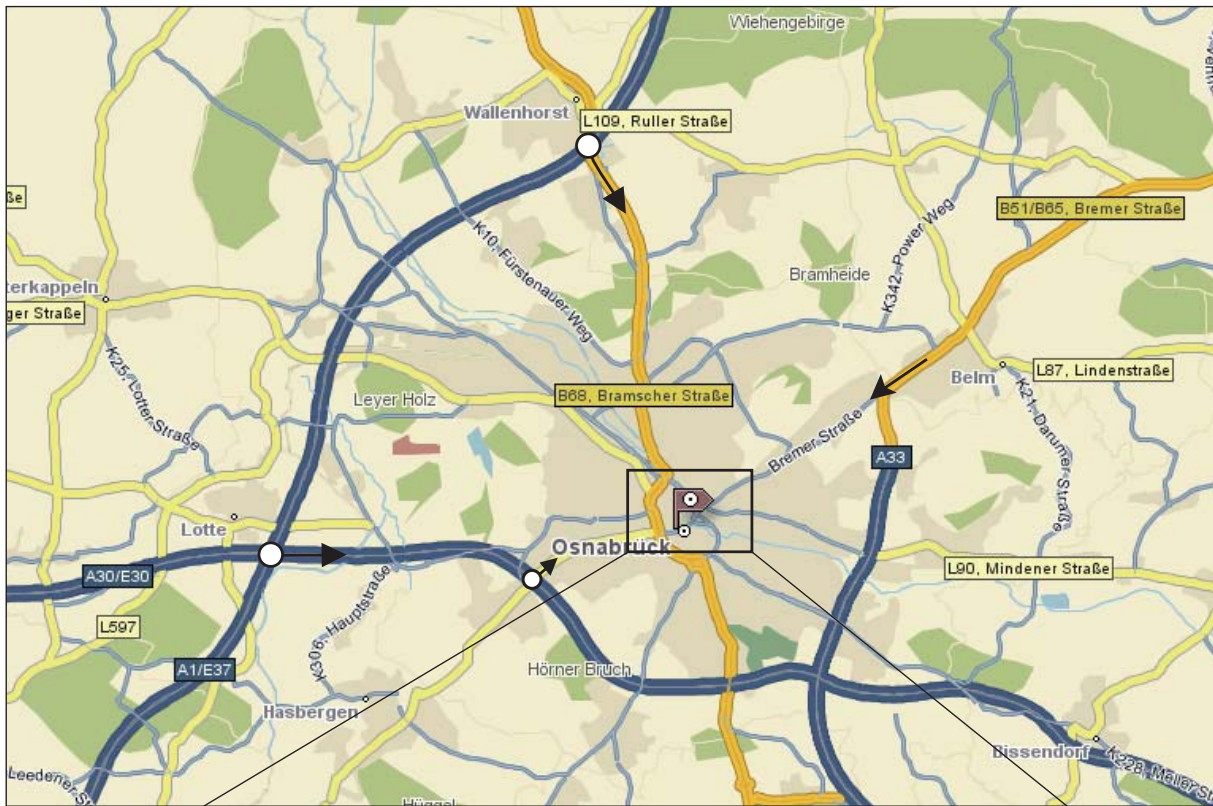 Wiehengebirge
Wallenhorst
L109, Ruller Straße
K10, Fürstenauer Weg
K342, Power Weg
B51/B65, Bremer Straße
Bramheide
terkappeln
ger Straße
K25, Lotter Straße
Leyer Holz
B68, Bramscher Straße
Belm
L87, Lindenstraße
K21, Darumer Straße
Bremer Straße
A33
Lotte
Osnabrück
A30/E30
L90, Mindener Straße
L597
K306, Hauptstraße
A1/E37
Hörner Bruch
Hasbergen
Bissendorf
K228, Meller St
Leedener St
Hüggel